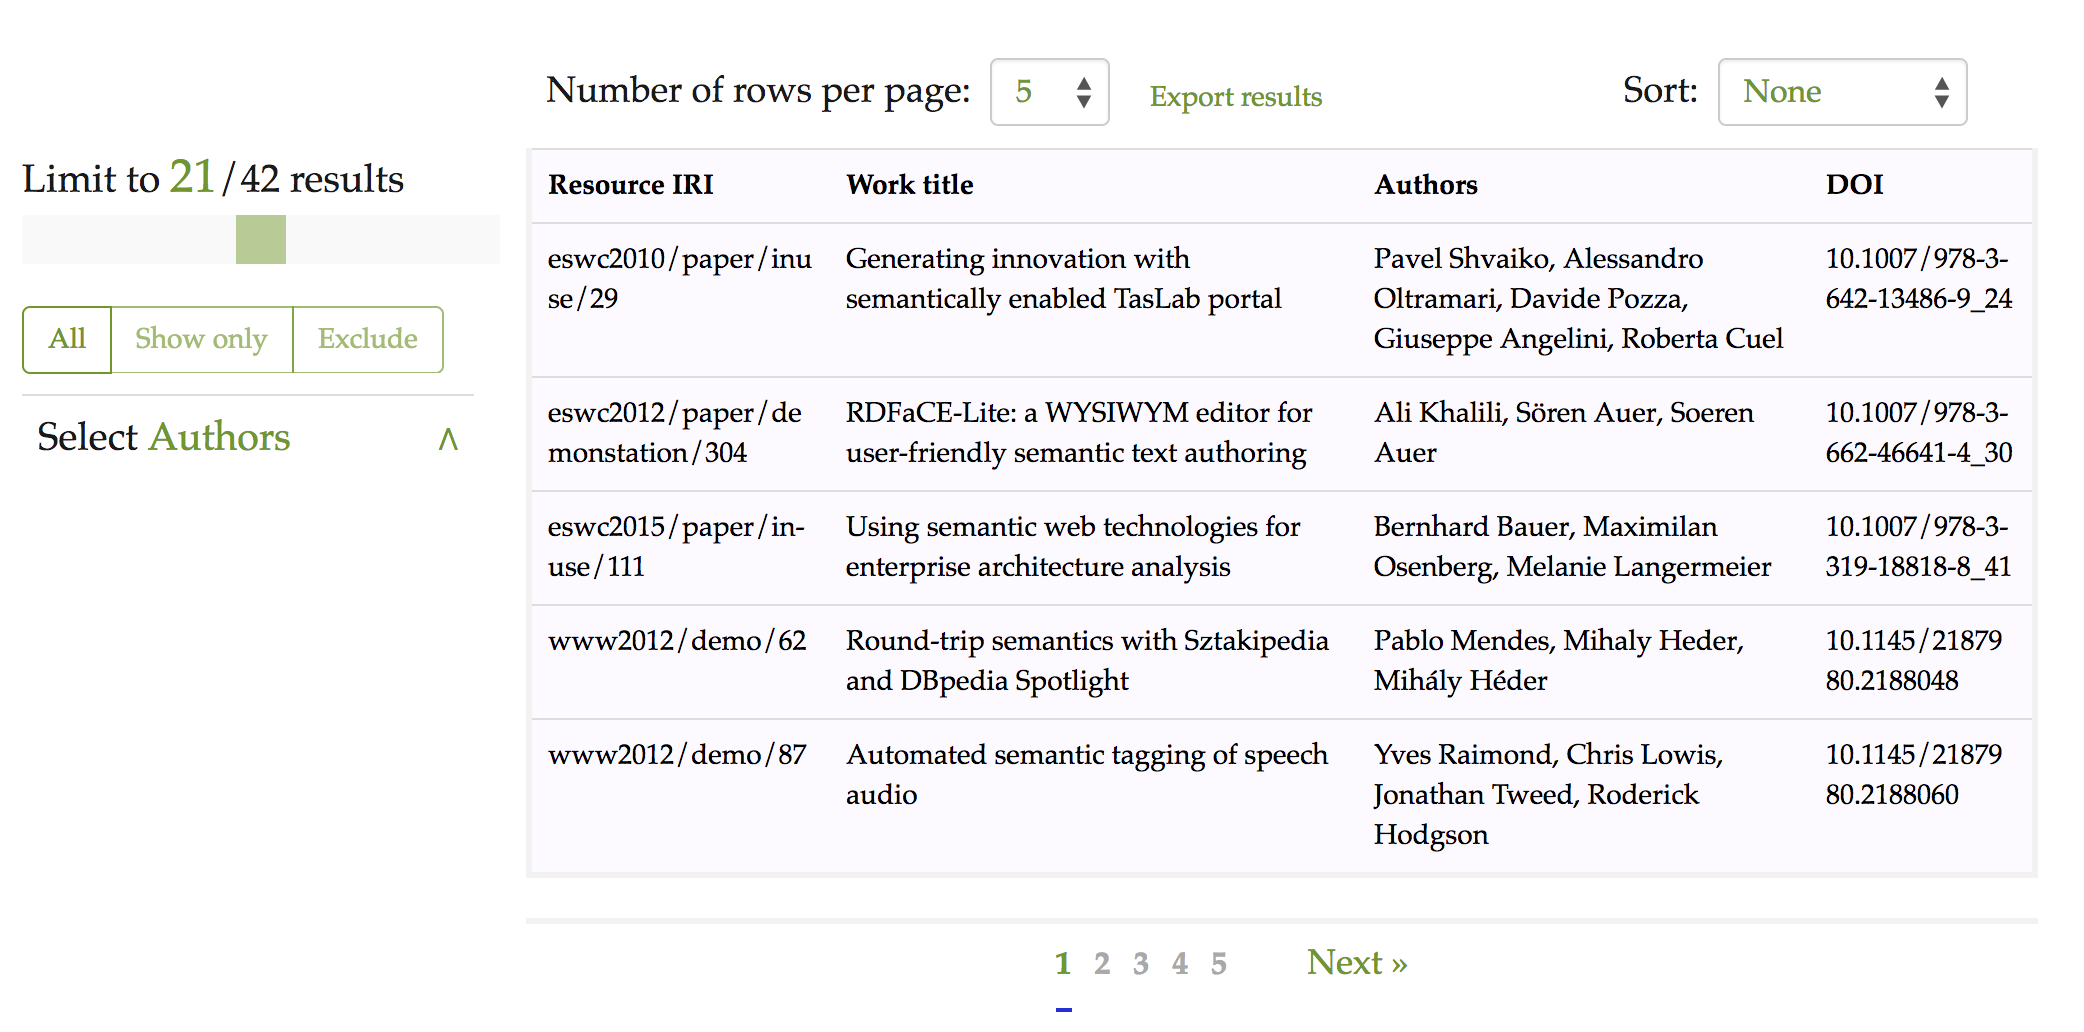 Number of rows per page: 5 Export results Sort: None
Limit to 21/42 results
All Show only Exclude
Select Authors
Resource IRI Work title Authors DOI
eswc2010/paper/inu Generating innovation with Pavel Shvaiko, Alessandro 10.1007/978-3-
se/29 semantically enabled TasLab portal Oltramari, Davide Pozza, 642-13486-9_24
Giuseppe Angelini, Roberta Cuel
eswc2012/paper/de RDFaCE-Lite: a WYSIWYM editor for Ali Khalili, Sören Auer, Soeren 10.1007/978-3-
monstation/304 user-friendly semantic text authoring Auer 662-46641-4_30
eswc2015/paper/in- Using semantic web technologies for Bernhard Bauer, Maximilan 10.1007/978-3-
use/111 enterprise architecture analysis Osenberg, Melanie Langermeier 319-18818-8_41
www2012/demo/62 Round-trip semantics with Sztakipedia Pablo Mendes, Mihaly Heder, 10.1145/21879
and DBpedia Spotlight Mihály Héder 80.2188048
www2012/demo/87 Automated semantic tagging of speech Yves Raimond, Chris Lowis, 10.1145/21879
audio Jonathan Tweed, Roderick 80.2188060
Hodgson
1 2 3 4 5 Next »